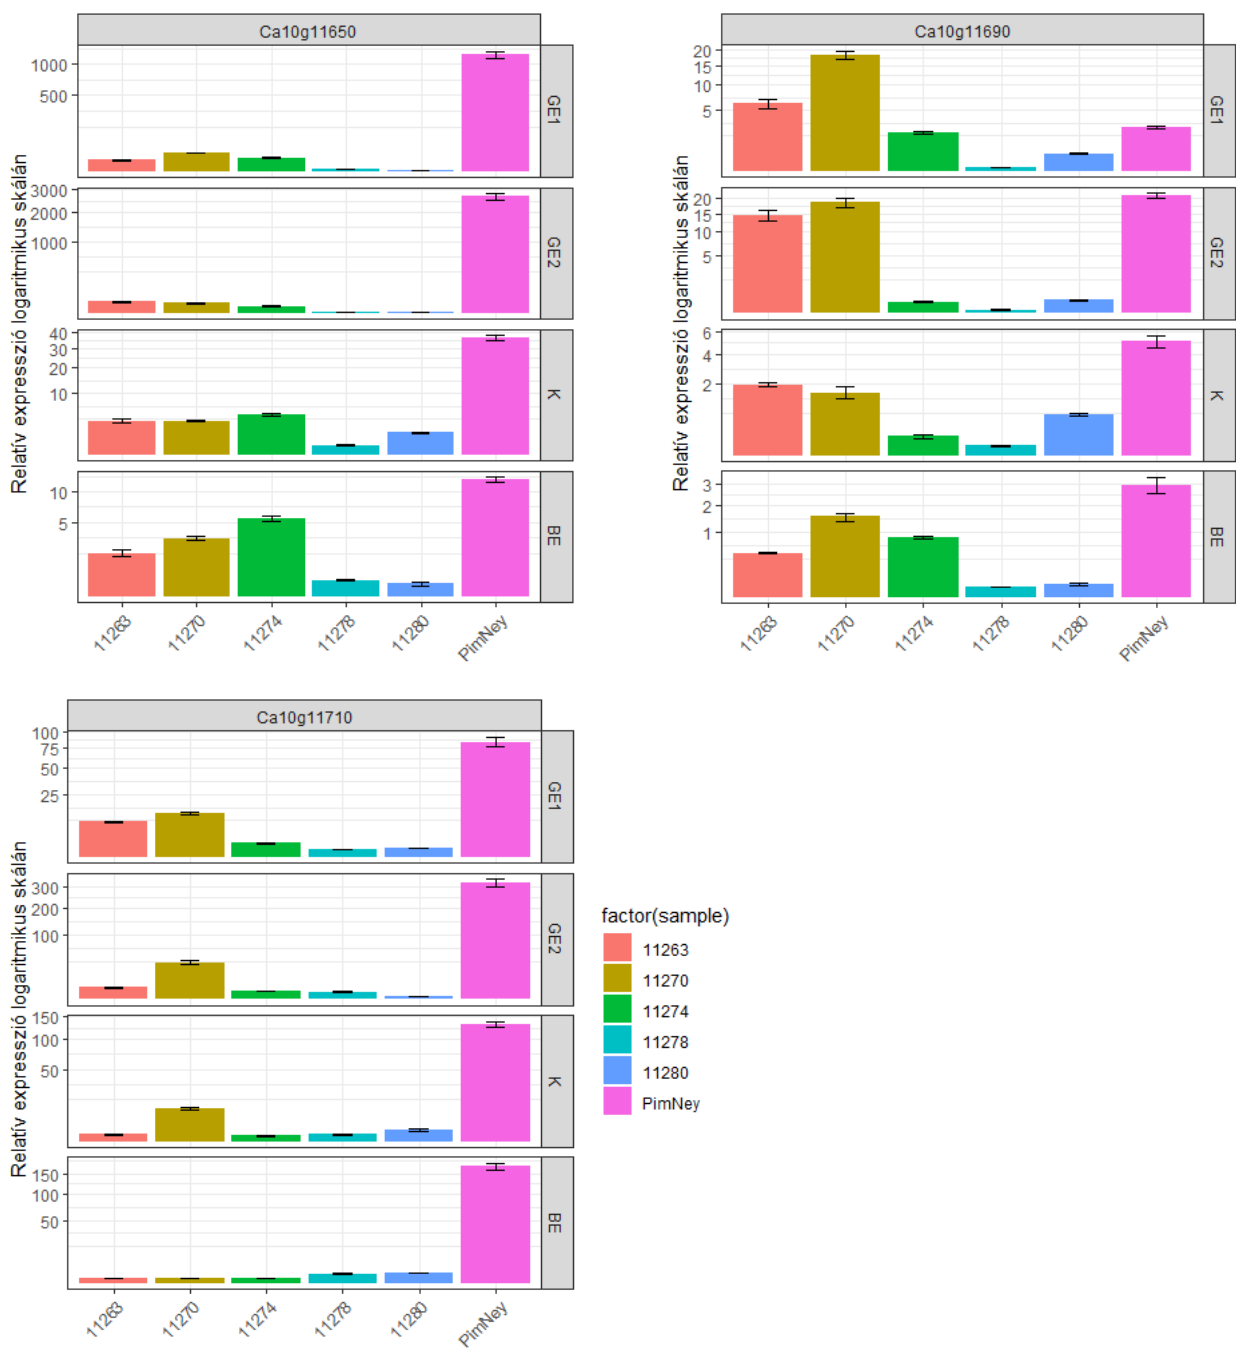 Ca10g11650
Relatív expresszió logaritmikus skálán
1000
500
GE1
3000
2000
1000
GE2
40
30
20
10
K
10
5
BE
11263
11270
11274
11278
11280
PimNey
Ca10g11690
Relatív expresszió logaritmikus skálán
20
15
10
5
GE1
20
15
10
5
GE2
6
4
2
K
3
2
1
BE
11263
11270
11274
11278
11280
PimNey
Ca10g11710
Relatív expresszió logaritmikus skálán
100
75
50
25
GE1
300
200
100
GE2
150
100
50
K
150
100
50
BE
11263
11270
11274
11278
11280
PimNey
factor(sample)
11263
11270
11274
11278
11280
PimNey